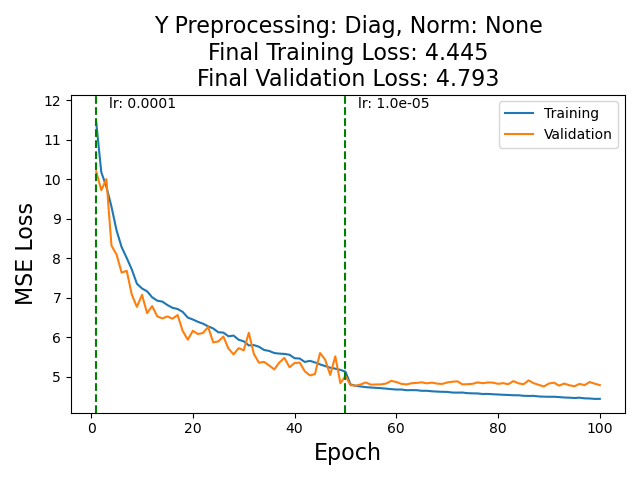 Y Preprocessing: Diag, Norm: None
Final Training Loss: 4.445
Final Validation Loss: 4.793
lr: 0.0001
lr: 1.0e-05
Training
Validation
12
11
10
9
8
7
6
5
MSE Loss
0
20
40
60
80
100
Epoch